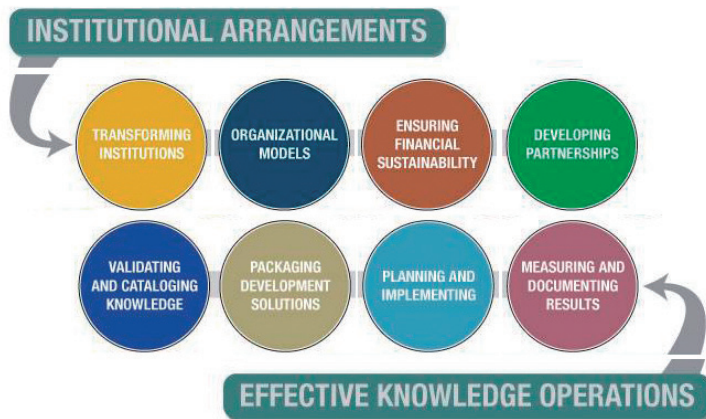 INSTITUTIONAL ARRANGEMENTS
TRANSFORMING
INSTITUTIONS
ORGANIZATIONAL
MODELS
ENSURING
FINANCIAL
SUSTAINABILITY
DEVELOPING
PARTNERSHIPS
VALIDATING
AND CATALOGING
KNOWLEDGE
PACKAGING
DEVELOPMENT
SOLUTIONS
PLANNING AND
IMPLEMENTING
MEASURING AND
DOCUMENTING
RESULTS
EFFECTIVE KNOWLEDGE OPERATIONS